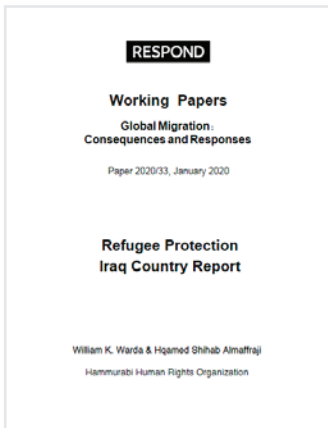 RESPOND
Working Papers
Global Migration:
Consequences and Responses
Paper 2020/33, January 2020
Refugee Protection
Iraq Country Report
William K. Warda & Hqamed Shihab Almaffraji
Hammurabi Human Rights Organization